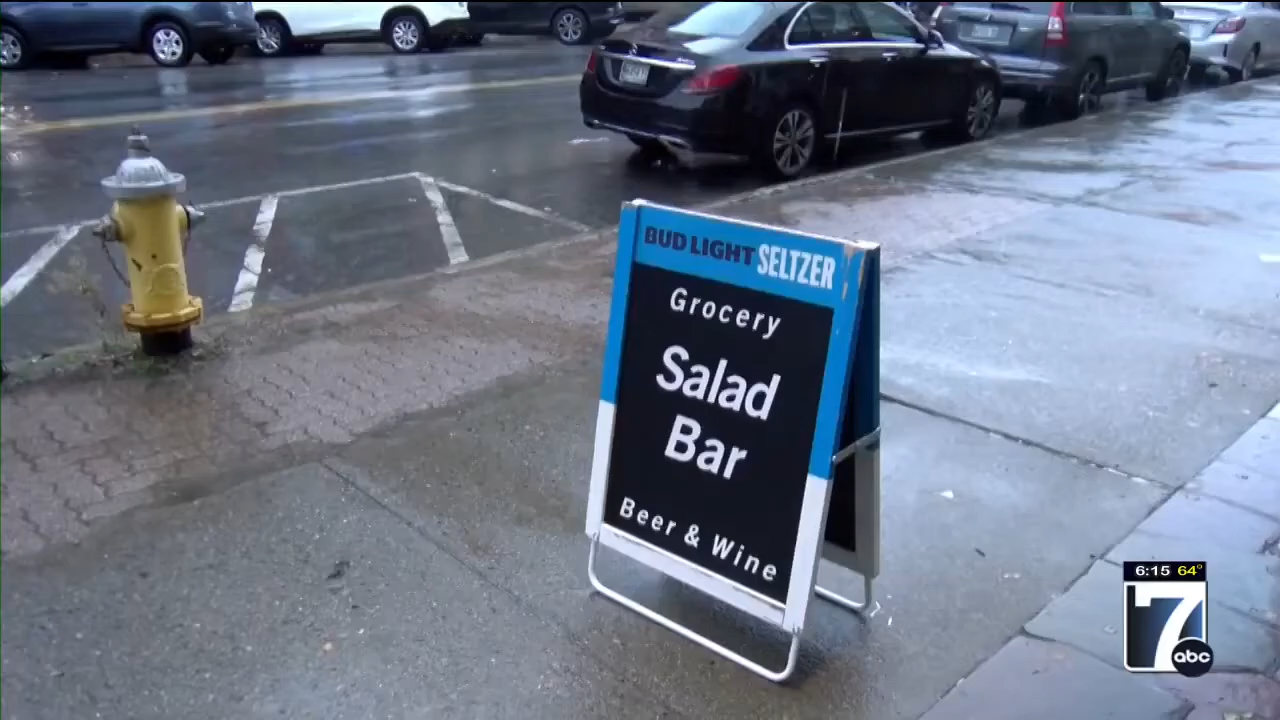 BUD LIGHT SELTZER
Grocery
Salad
Bar
Beer & Wine
6:15 64°
7
abc